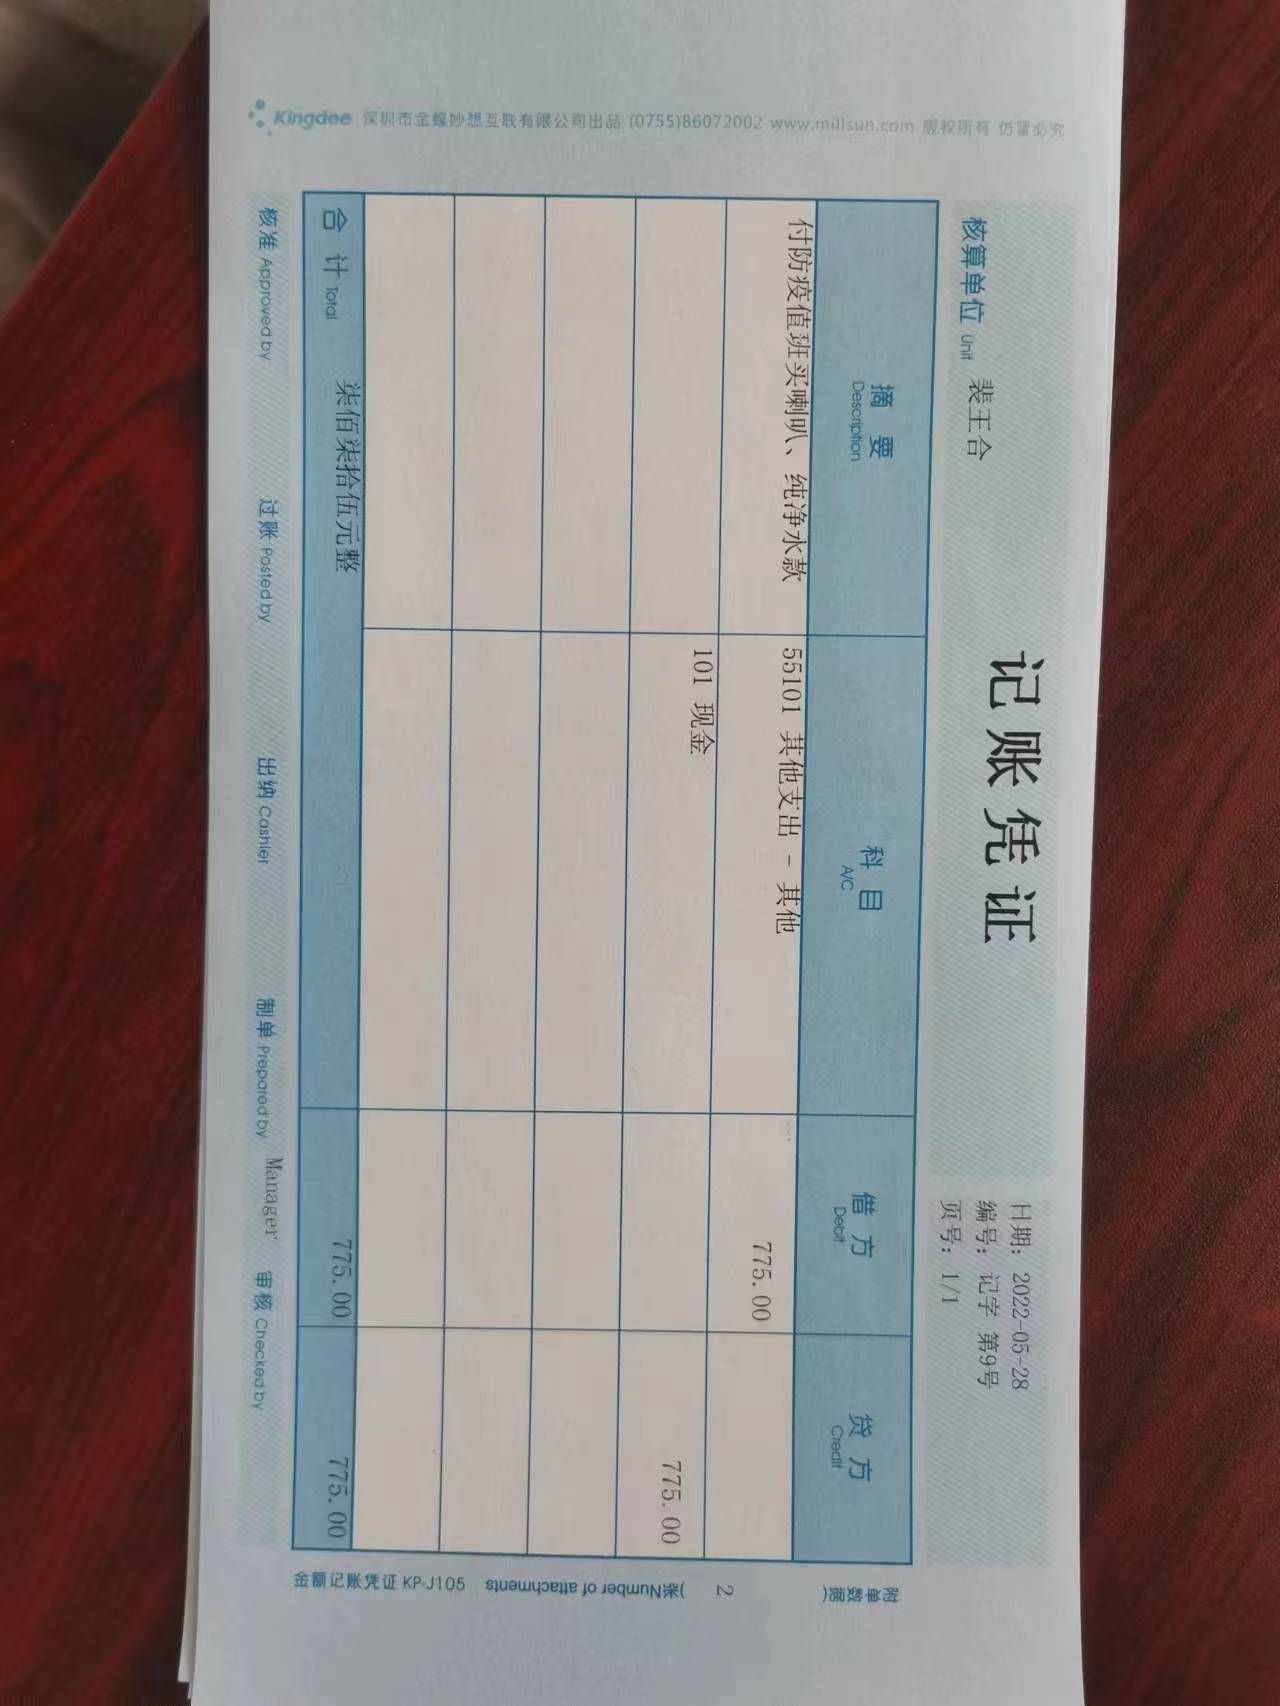 Kingdee 深圳市金蝶妙想互联有限公司出品 (0755)86072002 www.millsun.com 版权所有 仿冒必究
记账凭证
核算单位 Unit 裴王合
日期: 2022-05-28
编号: 记字 第9号
页号: 1/1
摘要 Description 科目 A/C 借方 Debit 贷方 Credit
付防疫值班买喇叭、纯净水款 55101 其他支出 - 其他 775.00
101 现金 775.00
合计 Total 柒佰柒拾伍元整 775.00 775.00
附单据数( 2 )张(Number of attachments
金额记账凭证 KP-J105
核准 Approved by 过账 Posted by 出纳 Cashier 制单 Prepared by Manager 审核 Checked by